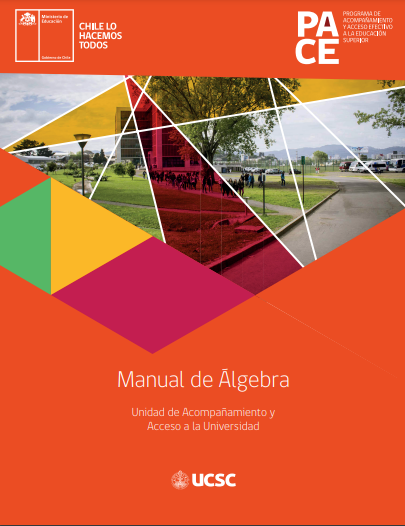 Ministerio de
Educación
Gobierno de Chile
CHILE LO
HACEMOS
TODOS
PA
CE
PROGRAMA DE
ACOMPAÑAMIENTO
Y ACCESO EFECTIVO
A LA EDUCACIÓN
SUPERIOR
Manual de Álgebra
Unidad de Acompañamiento y
Acceso a la Universidad
UCSC